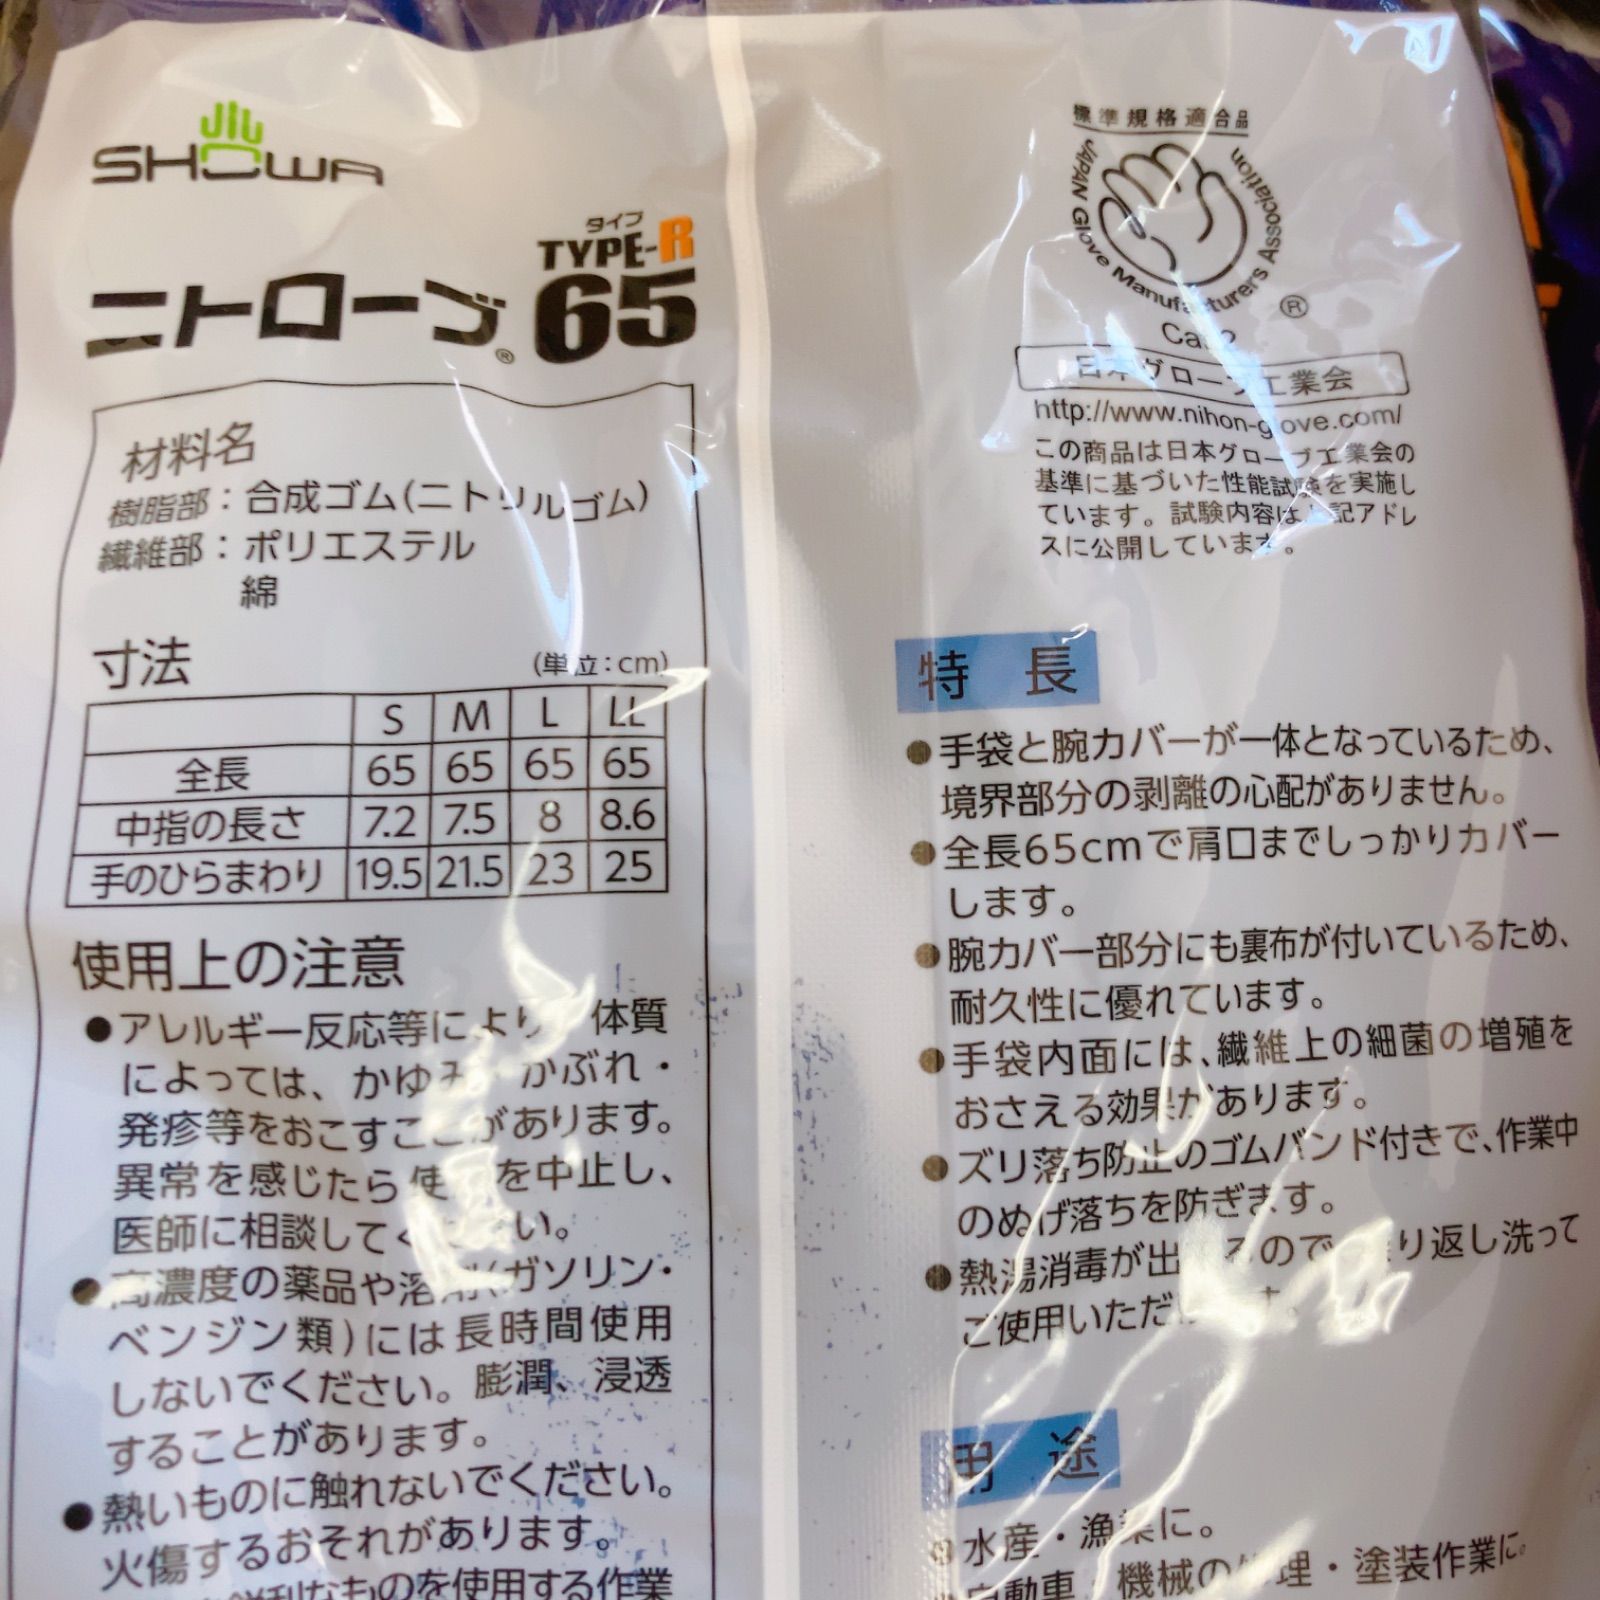 SHOWA
タイプ
TYPE-R
ニトローブ® 65
材料名
樹脂部：合成ゴム(ニトリルゴム)
繊維部：ポリエステル
綿
寸法 (単位:cm)
S M L LL
全長 65 65 65 65
中指の長さ 7.2 7.5 8 8.6
手のひらまわり 19.5 21.5 23 25
使用上の注意
●アレルギー反応等により 体質
によっては、かゆみ かぶれ・
発疹等をおこすことがあります。
異常を感じたら使 を中止し、
医師に相談して い。
●高濃度の薬品や溶剤(ガソリン・
ベンジン類)には長時間使用
しないでください。膨潤、浸透
することがあります。
●熱いものに触れないでください。
火傷するおそれがあります。
鋭利なものを使用する作業
標準規格適合品
JAPAN Glove Manufacturers Association
®
日本グローブ工業会
http://www.nihon-glove.com/
この商品は日本グローブ工業会の
基準に基づいた性能試験を実施し
ています。試験内容は 記アドレ
スに公開しています。
特 長
●手袋と腕カバーが一体となっているため、
境界部分の剥離の心配がありません。
●全長65cmで肩口までしっかりカバー
します。
●腕カバー部分にも裏布が付いているため、
耐久性に優れています。
●手袋内面には、繊維上の細菌の増殖を
おさえる効果があります。
●ズリ落ち防止のゴムバンド付きで、作業中
のぬげ落ちを防ぎます。
●熱湯消毒が出 るので り返し洗って
ご使用いただ す。
用 途
●水産・漁業に。
自動車 機械の 理・塗装作業に。